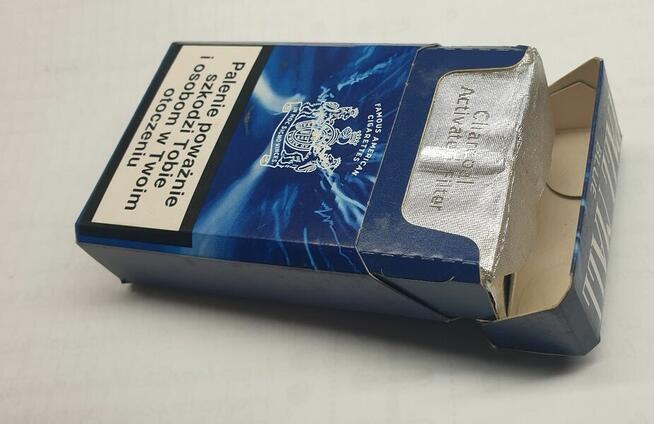 Palenie poważnie
szkodzi Tobie
i osobom w Twoim
otoczeniu
FAMOUS AMERICAN
CIGARETTES
Charcoal
Activated Filter